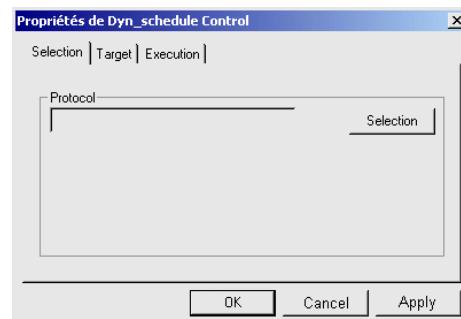 Propriétés de Dyn_schedule Control
Selection Target Execution
Protocol
Selection
OK Cancel Apply